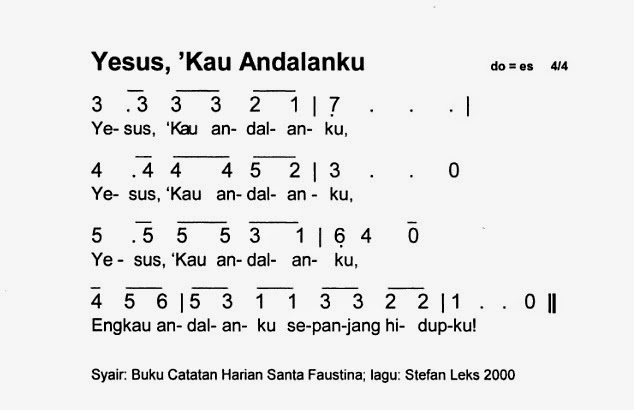 Yesus, 'Kau Andalanku do = es 4/4
3 .3 3 3 2 1 | 7̣ . . . |
Ye- sus, 'Kau an- dal- an- ku,
4 .4 4 4 5 2 | 3 . . 0
Ye- sus, 'Kau an- dal- an - ku,
5 .5 5 5 3 1 | 6̣ 4 0
Ye - sus, 'Kau an- dal- an- ku,
4 5 6 | 5 3 1 1 3 3 2 2 | 1 . . 0 ||
Engkau an- dal- an- ku se-pan-jang hi- dup-ku!
Syair: Buku Catatan Harian Santa Faustina; lagu: Stefan Leks 2000